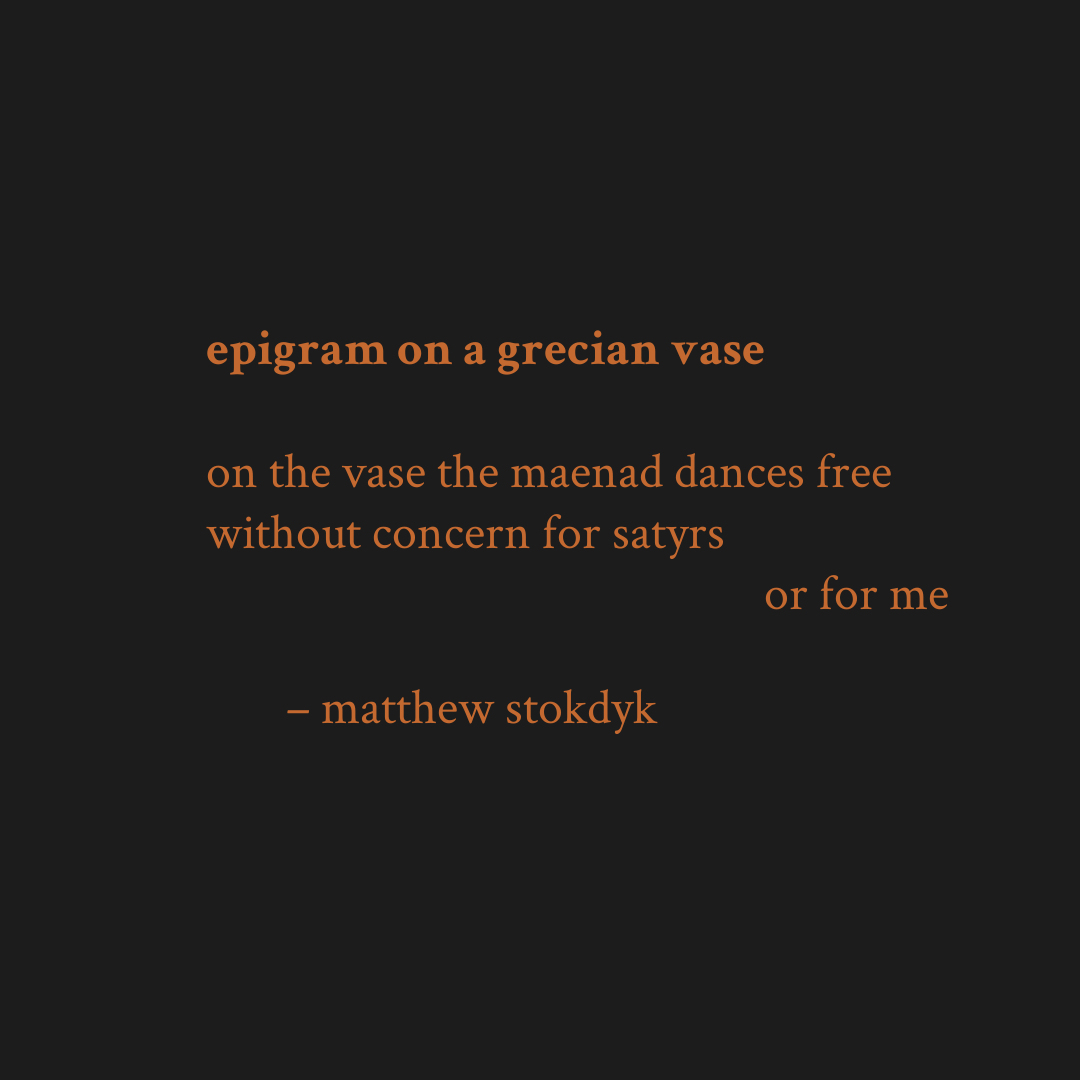 epigram on a grecian vase
on the vase the maenad dances free
without concern for satyrs
or for me
– matthew stokdyk